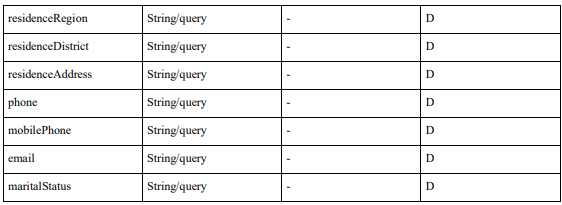 residenceRegion String/query - D
residenceDistrict String/query - D
residenceAddress String/query - D
phone String/query - D
mobilePhone String/query - D
email String/query - D
maritalStatus String/query - D